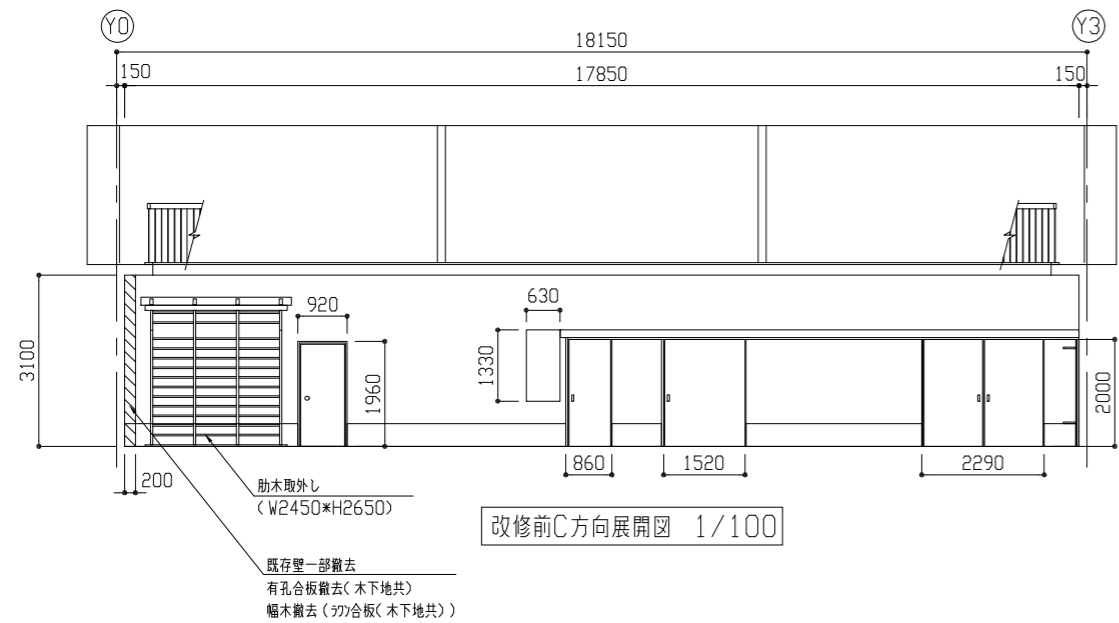 Y0
Y3
18150
150
17850
150
920
630
3100
1960
1330
2000
200
860
1520
2290
肋木取外し
(W2450*H2650)
改修前C方向展開図 1/100
既存壁一部撤去
有孔合板撤去(木下地共)
幅木撤去(ラワン合板(木下地共))